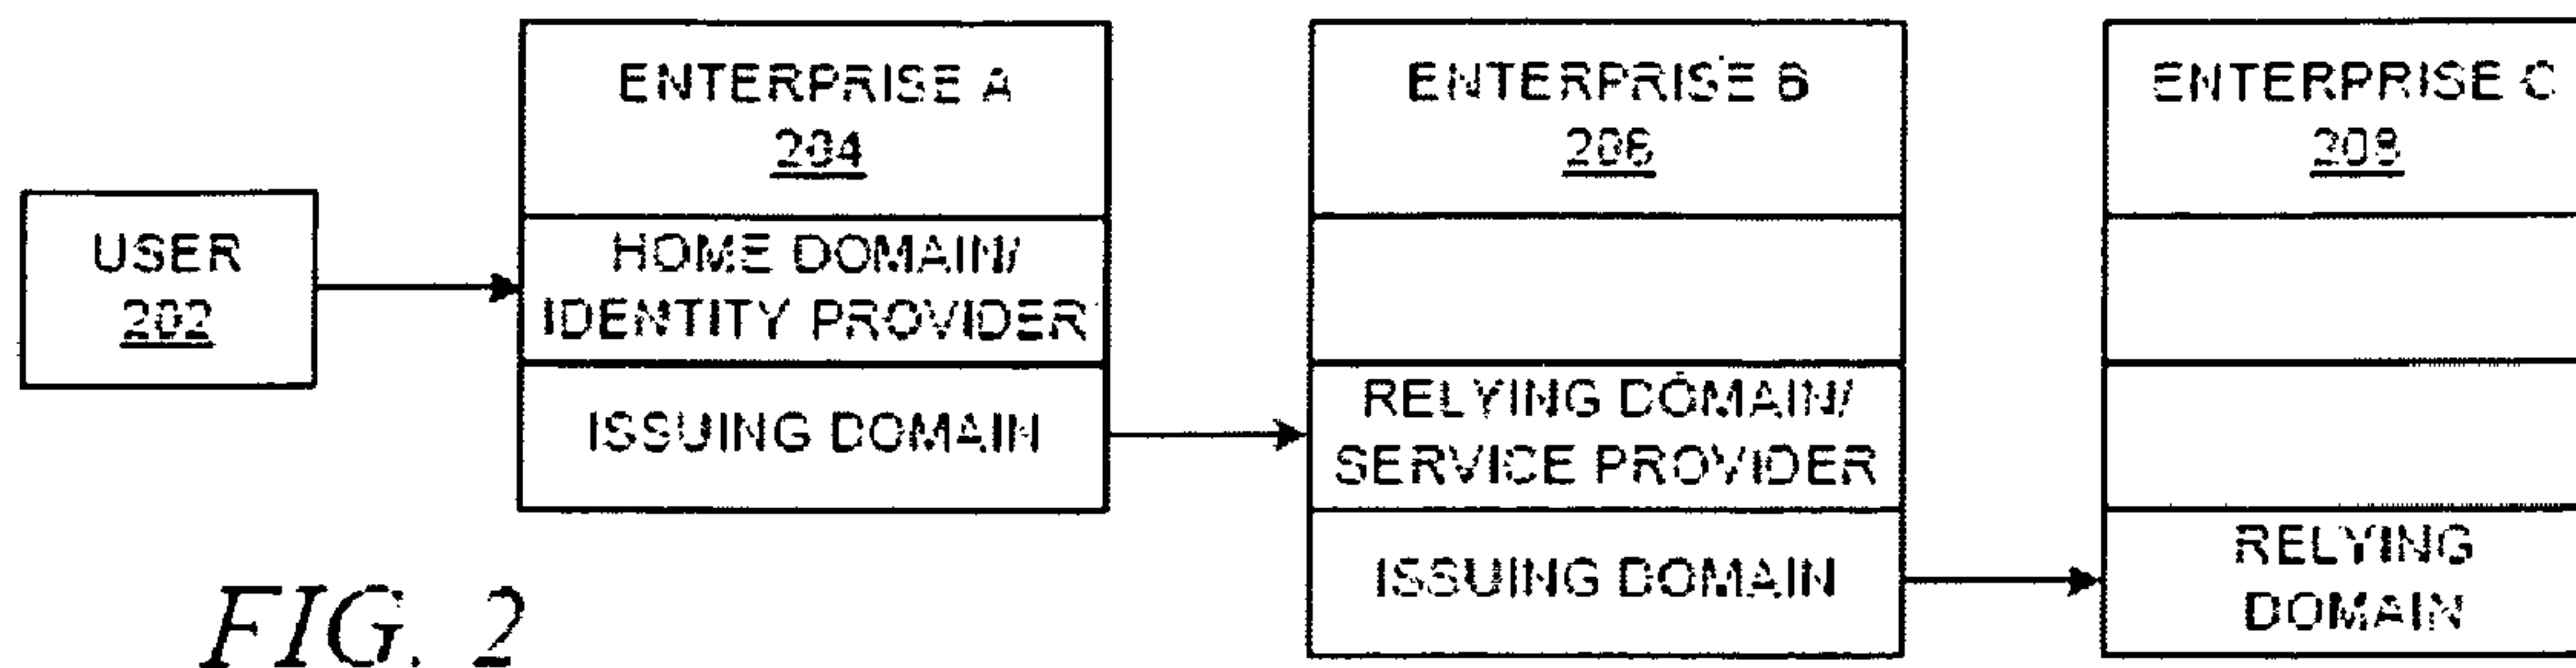 USER
202
ENTERPRISE A
204
HOME DOMAIN/
IDENTITY PROVIDER
ISSUING DOMAIN
ENTERPRISE B
206
RELYING DOMAIN/
SERVICE PROVIDER
ISSUING DOMAIN
ENTERPRISE C
208
RELYING
DOMAIN
FIG. 2